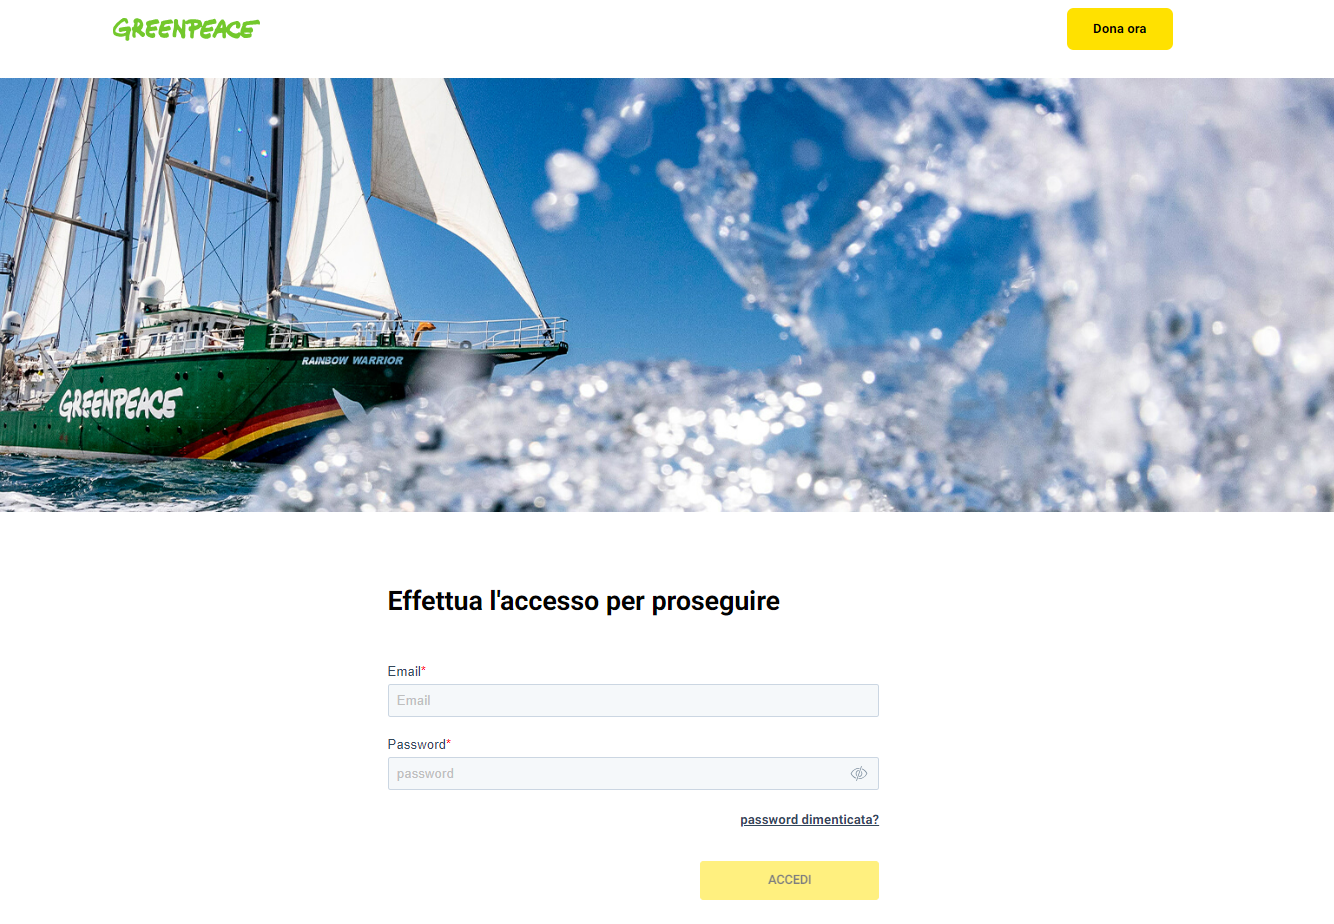 GREENPEACE
Dona ora
RAINBOW WARRIOR
GREENPEACE
Effettua l'accesso per proseguire
Email*
Email
Password*
password
password dimenticata?
ACCEDI